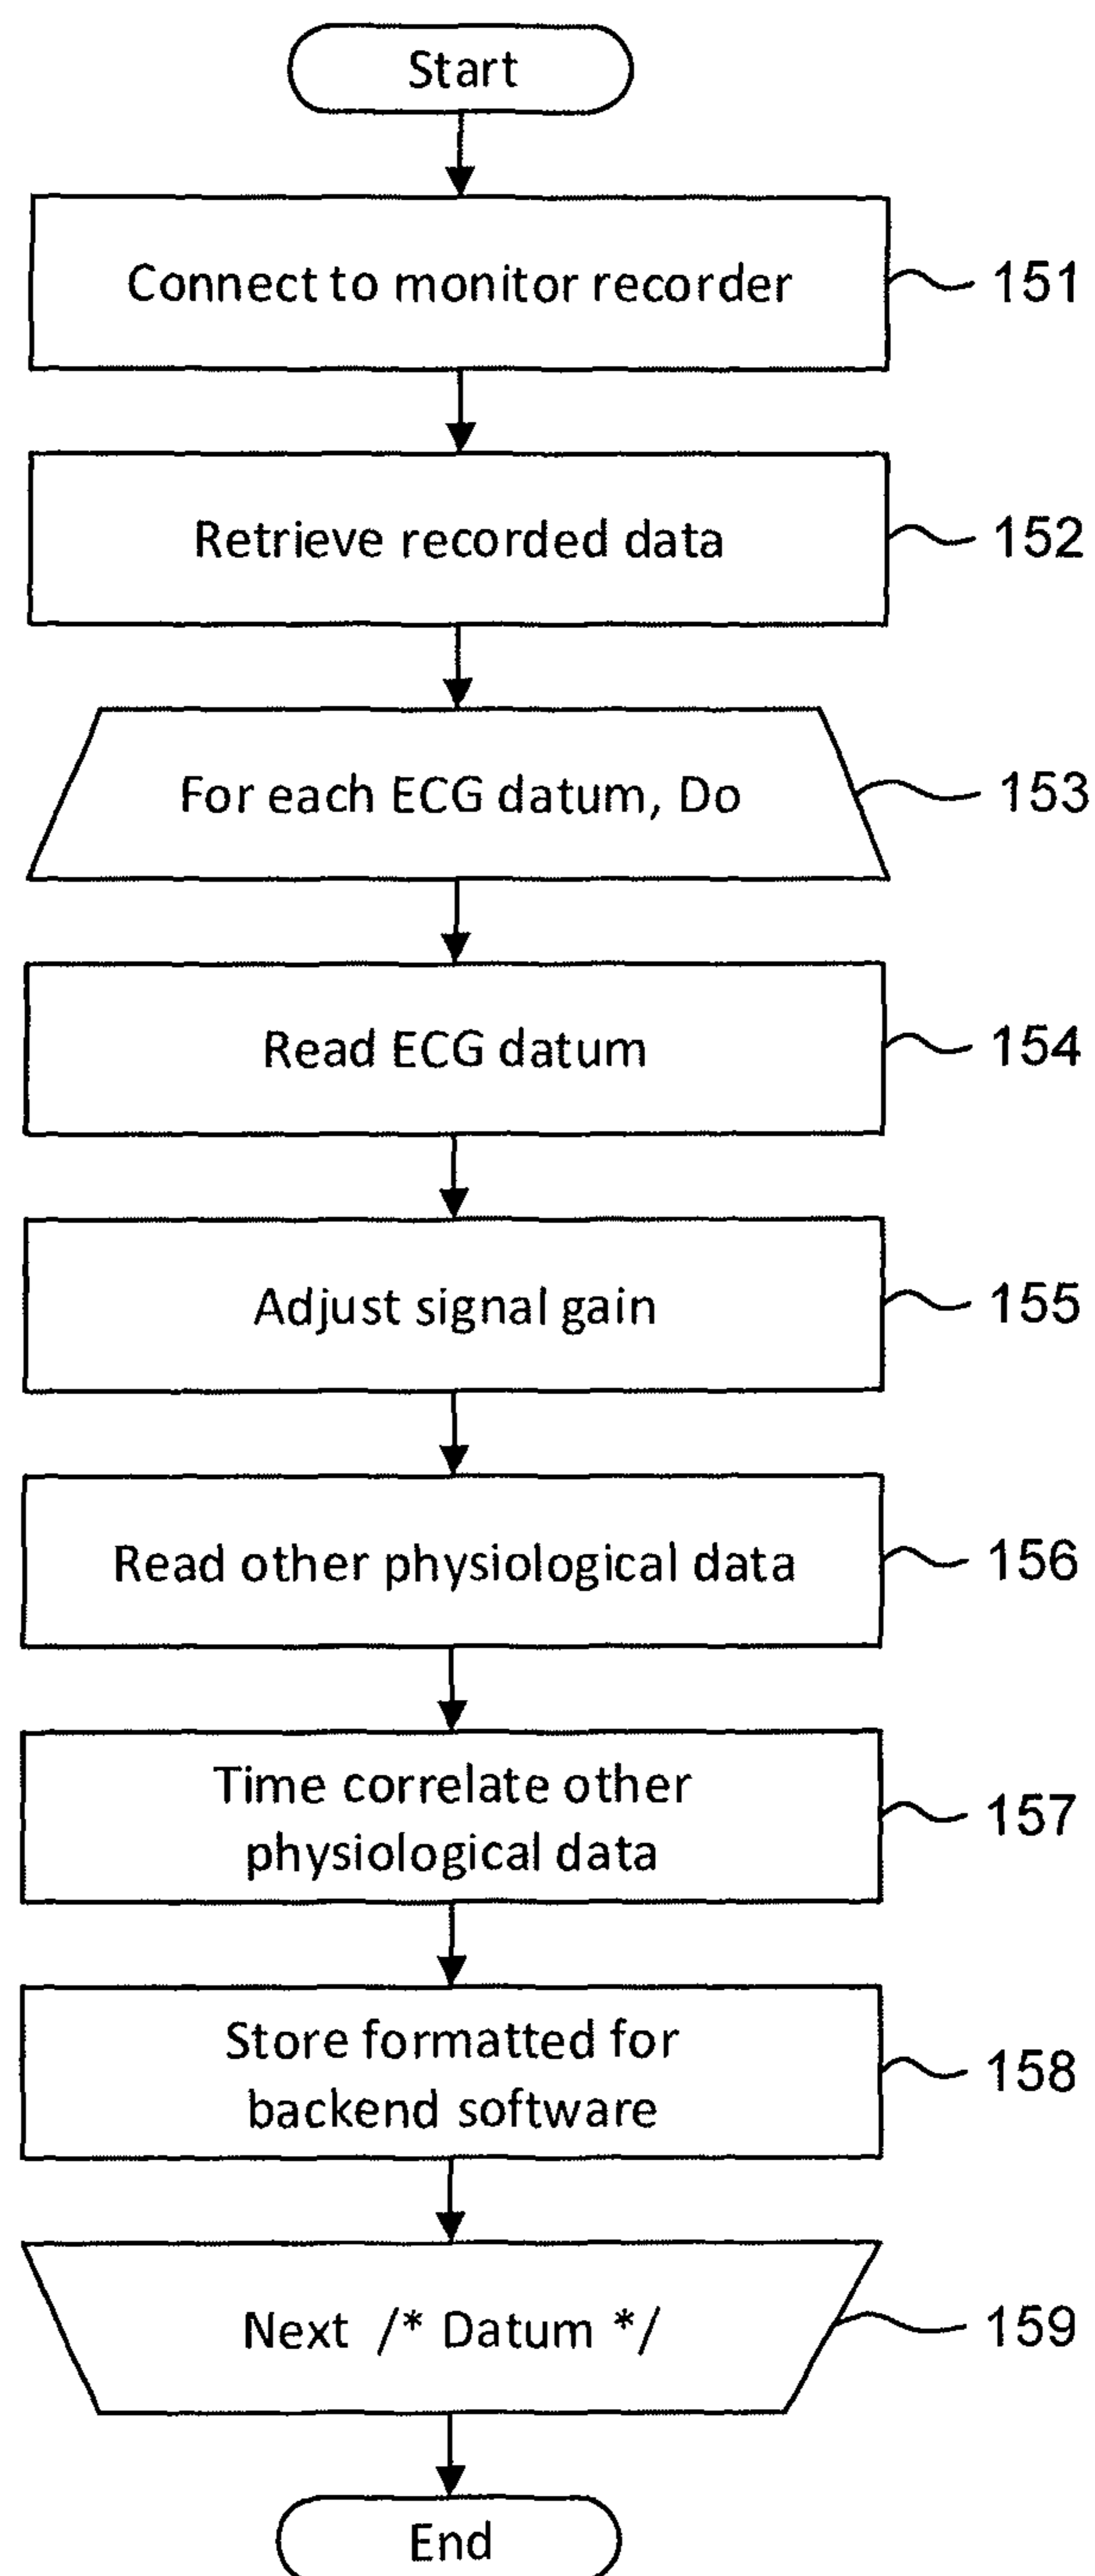 Start
Connect to monitor recorder
151
Retrieve recorded data
152
For each ECG datum, Do
153
Read ECG datum
154
Adjust signal gain
155
Read other physiological data
156
Time correlate other
physiological data
157
Store formatted for
backend software
158
Next /* Datum */
159
End